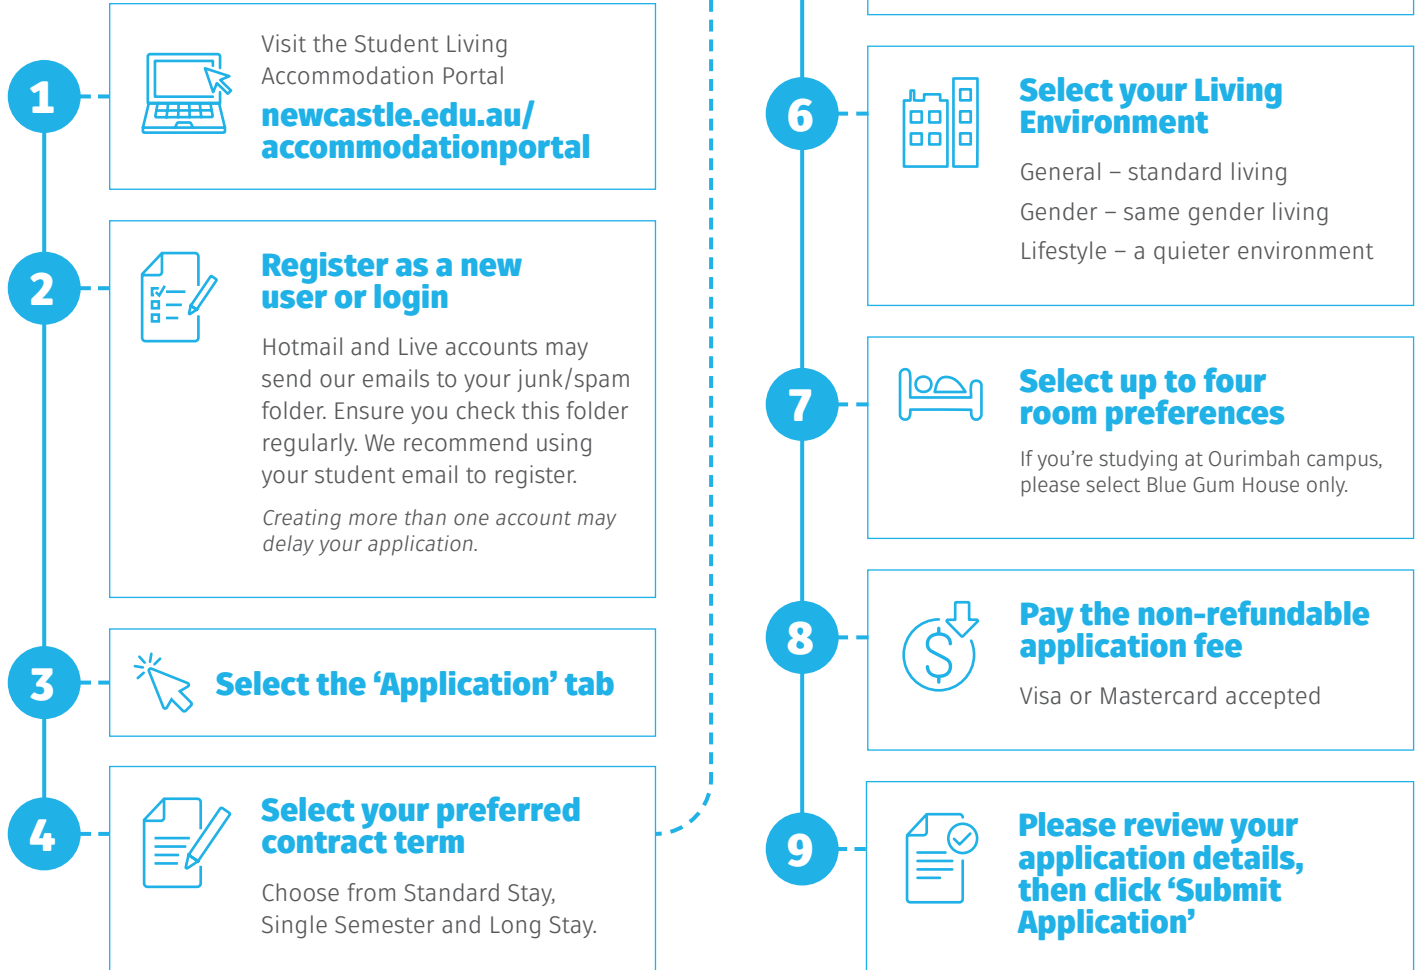 1
Visit the Student Living
Accommodation Portal
newcastle.edu.au/
accommodationportal
2
Register as a new
user or login
Hotmail and Live accounts may
send our emails to your junk/spam
folder. Ensure you check this folder
regularly. We recommend using
your student email to register.
Creating more than one account may
delay your application.
3
Select the ‘Application’ tab
4
Select your preferred
contract term
Choose from Standard Stay,
Single Semester and Long Stay.
6
Select your Living
Environment
General – standard living
Gender – same gender living
Lifestyle – a quieter environment
7
Select up to four
room preferences
If you’re studying at Ourimbah campus,
please select Blue Gum House only.
8
Pay the non-refundable
application fee
Visa or Mastercard accepted
9
Please review your
application details,
then click ‘Submit
Application’